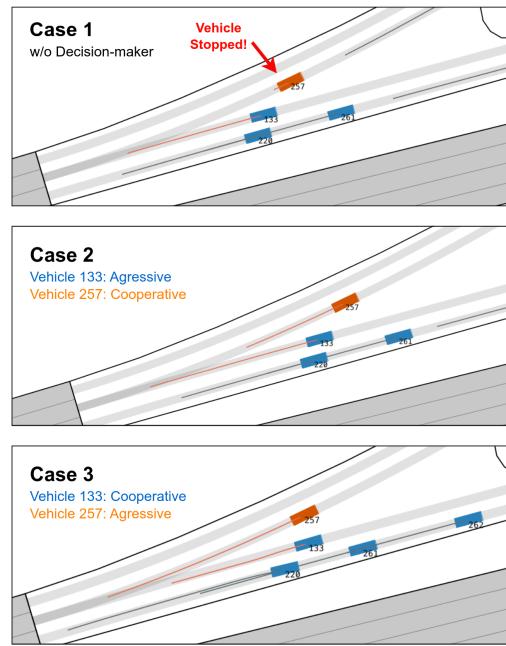 Case 1
w/o Decision-maker
Vehicle
Stopped!
257
133
261
220
Case 2
Vehicle 133: Agressive
Vehicle 257: Cooperative
257
133
261
220
Case 3
Vehicle 133: Cooperative
Vehicle 257: Agressive
257
262
133
261
220